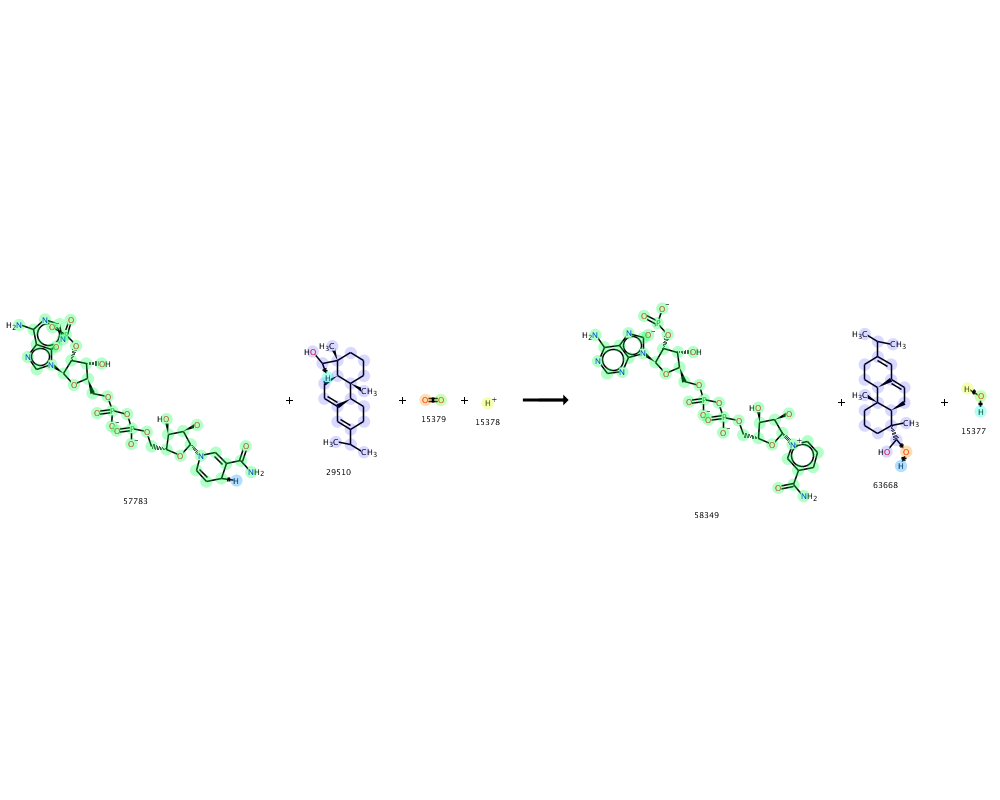 H₂N N N N N O P O O⁻ O OH O O P O O⁻ O P O O⁻ O HO O O N O NH₂ H
57783
+
HO H₃C H CH₃ H₃C CH₃
29510
+
O O
15379
+
H⁺
15378
H₂N N N N N O⁻ P O O⁻ O OH O O P O O⁻ O P O O⁻ O HO O O N⁺ O NH₂
58349
+
H₃C CH₃ H₃C CH₃ HO O H
63668
+
H O H
15377